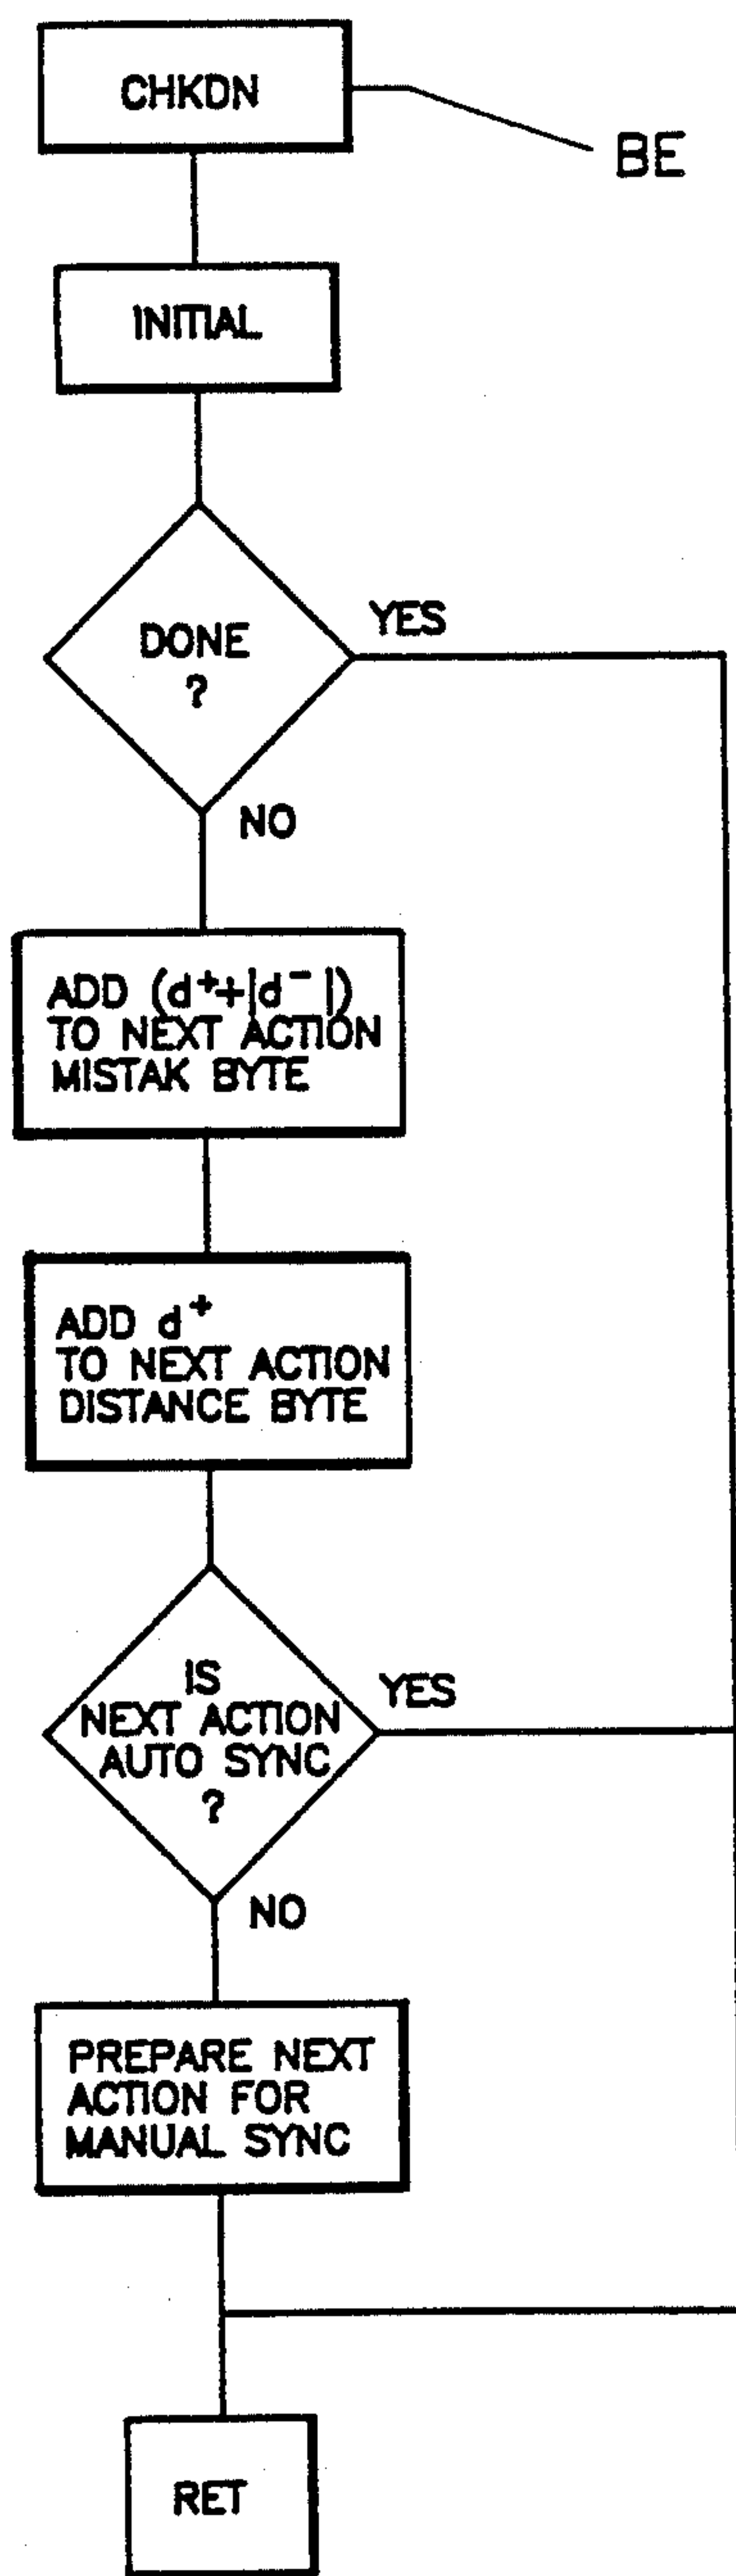 CHKDN
BE
INITIAL
DONE
?
YES
NO
ADD (d⁺+|d⁻|)
TO NEXT ACTION
MISTAK BYTE
ADD d⁺
TO NEXT ACTION
DISTANCE BYTE
IS
NEXT ACTION
AUTO SYNC
?
YES
NO
PREPARE NEXT
ACTION FOR
MANUAL SYNC
RET